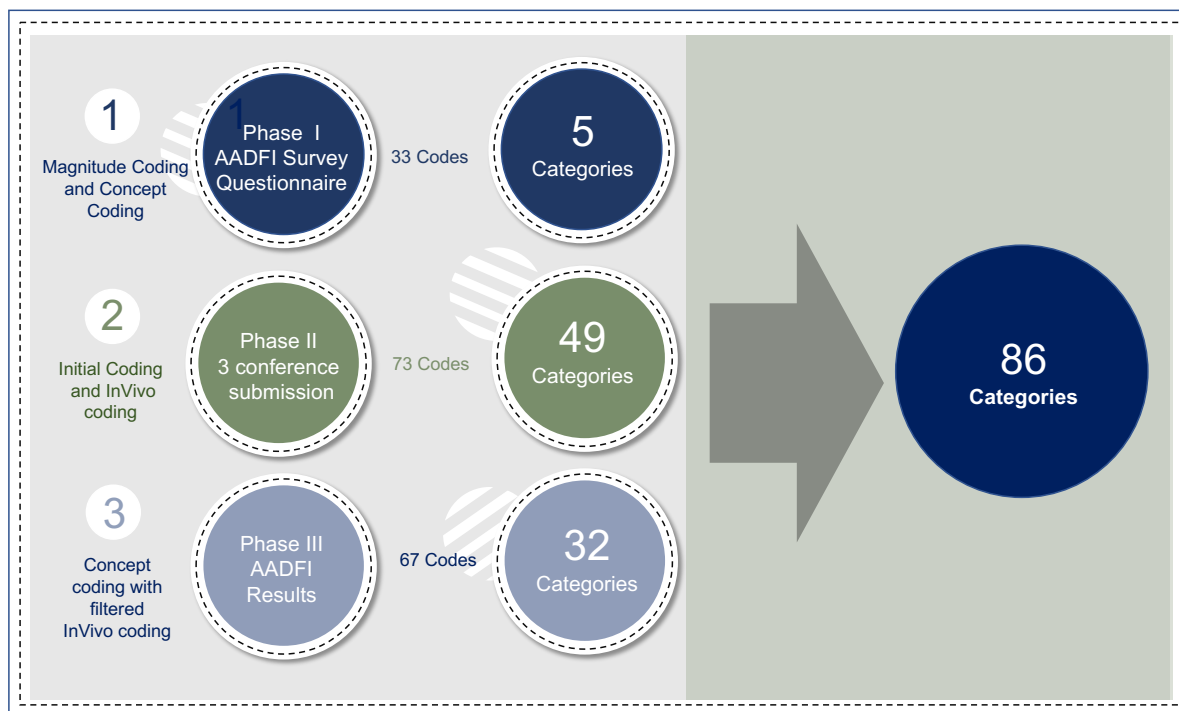 1
Magnitude Coding
and Concept
Coding
1
Phase I
AADFI Survey
Questionnaire
33 Codes
5
Categories
2
Initial Coding
and InVivo
coding
Phase II
3 conference
submission
73 Codes
49
Categories
3
Concept
coding with
filtered
InVivo coding
Phase III
AADFI
Results
67 Codes
32
Categories
86
Categories